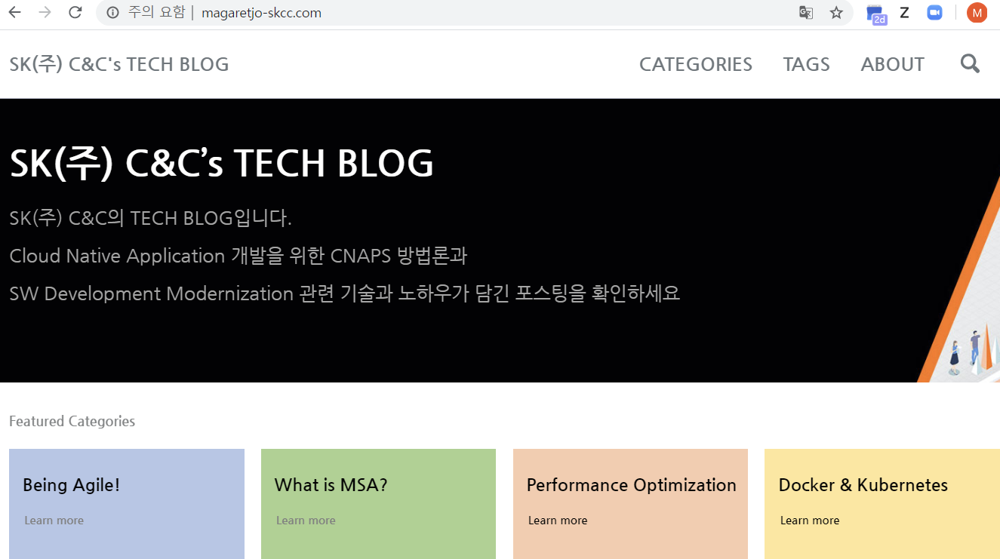 주의 요함 | magaretjo-skcc.com
2d
Z
M
SK(주) C&C's TECH BLOG
CATEGORIES TAGS ABOUT
SK(주) C&C’s TECH BLOG
SK(주) C&C의 TECH BLOG입니다.
Cloud Native Application 개발을 위한 CNAPS 방법론과
SW Development Modernization 관련 기술과 노하우가 담긴 포스팅을 확인하세요
Featured Categories
Being Agile!
Learn more
What is MSA?
Learn more
Performance Optimization
Learn more
Docker & Kubernetes
Learn more